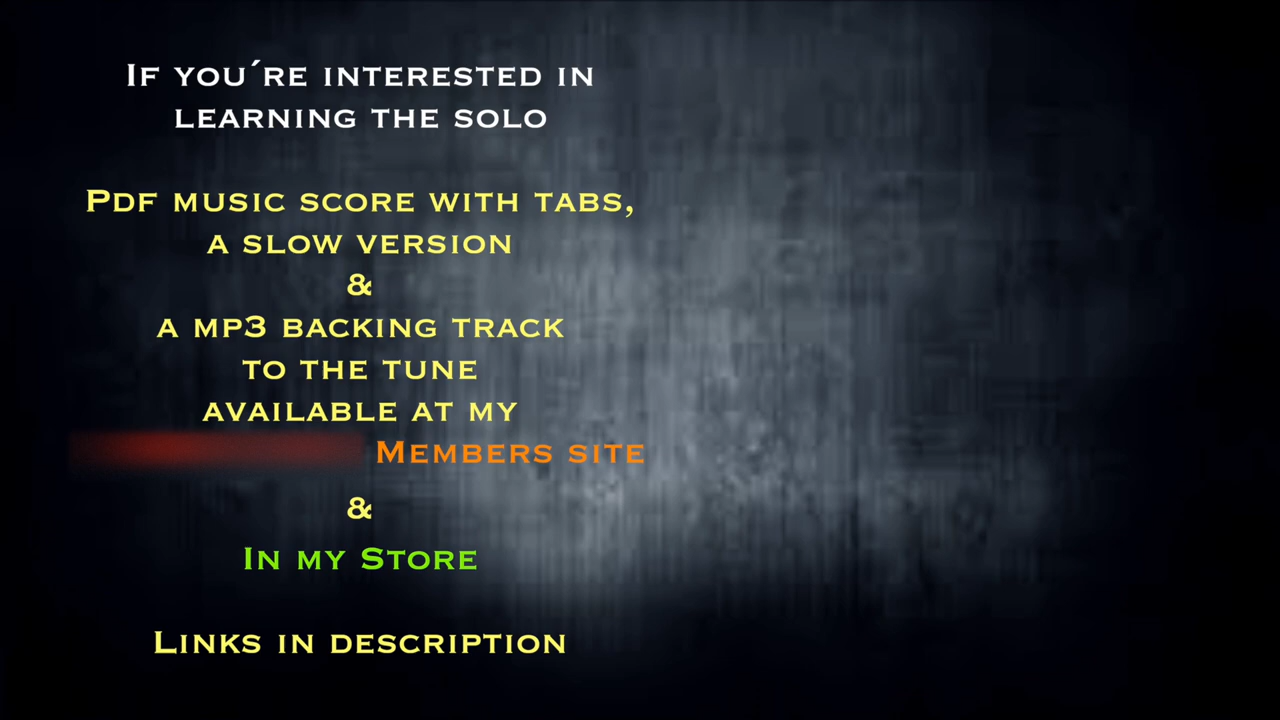 If you´re interested in
learning the solo
Pdf music score with tabs,
a slow version
&
a mp3 backing track
to the tune
available at my
Members site
&
In my Store
Links in description